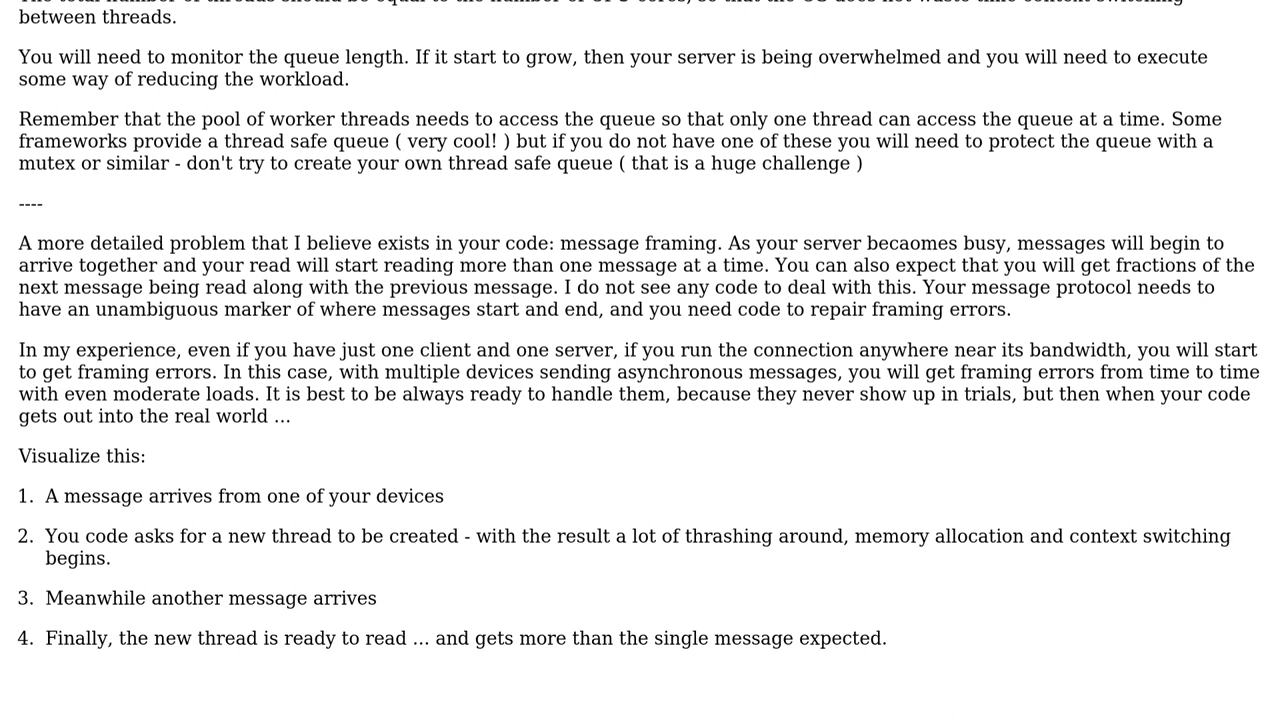 between threads.
You will need to monitor the queue length. If it start to grow, then your server is being overwhelmed and you will need to execute
some way of reducing the workload.
Remember that the pool of worker threads needs to access the queue so that only one thread can access the queue at a time. Some
frameworks provide a thread safe queue ( very cool! ) but if you do not have one of these you will need to protect the queue with a
mutex or similar - don't try to create your own thread safe queue ( that is a huge challenge )
----
A more detailed problem that I believe exists in your code: message framing. As your server becaomes busy, messages will begin to
arrive together and your read will start reading more than one message at a time. You can also expect that you will get fractions of the
next message being read along with the previous message. I do not see any code to deal with this. Your message protocol needs to
have an unambiguous marker of where messages start and end, and you need code to repair framing errors.
In my experience, even if you have just one client and one server, if you run the connection anywhere near its bandwidth, you will start
to get framing errors. In this case, with multiple devices sending asynchronous messages, you will get framing errors from time to time
with even moderate loads. It is best to be always ready to handle them, because they never show up in trials, but then when your code
gets out into the real world ...
Visualize this:
1. A message arrives from one of your devices
2. You code asks for a new thread to be created - with the result a lot of thrashing around, memory allocation and context switching
begins.
3. Meanwhile another message arrives
4. Finally, the new thread is ready to read ... and gets more than the single message expected.